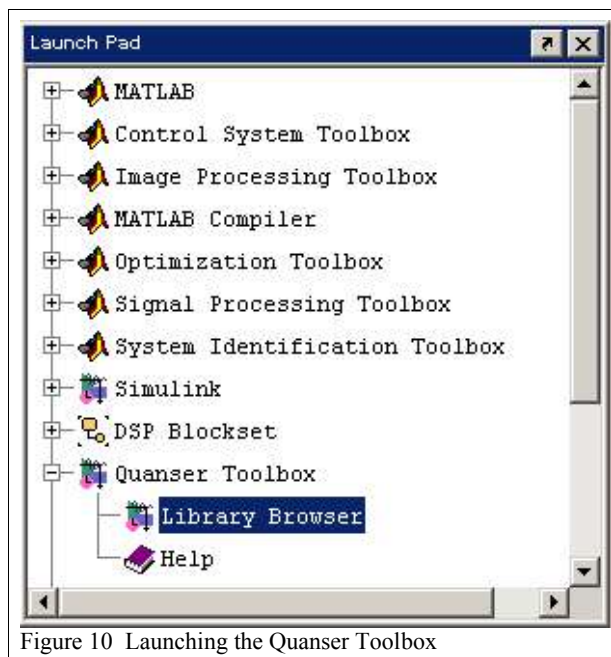 Launch Pad
MATLAB
Control System Toolbox
Image Processing Toolbox
MATLAB Compiler
Optimization Toolbox
Signal Processing Toolbox
System Identification Toolbox
Simulink
DSP Blockset
Quanser Toolbox
Library Browser
Help
Figure 10 Launching the Quanser Toolbox